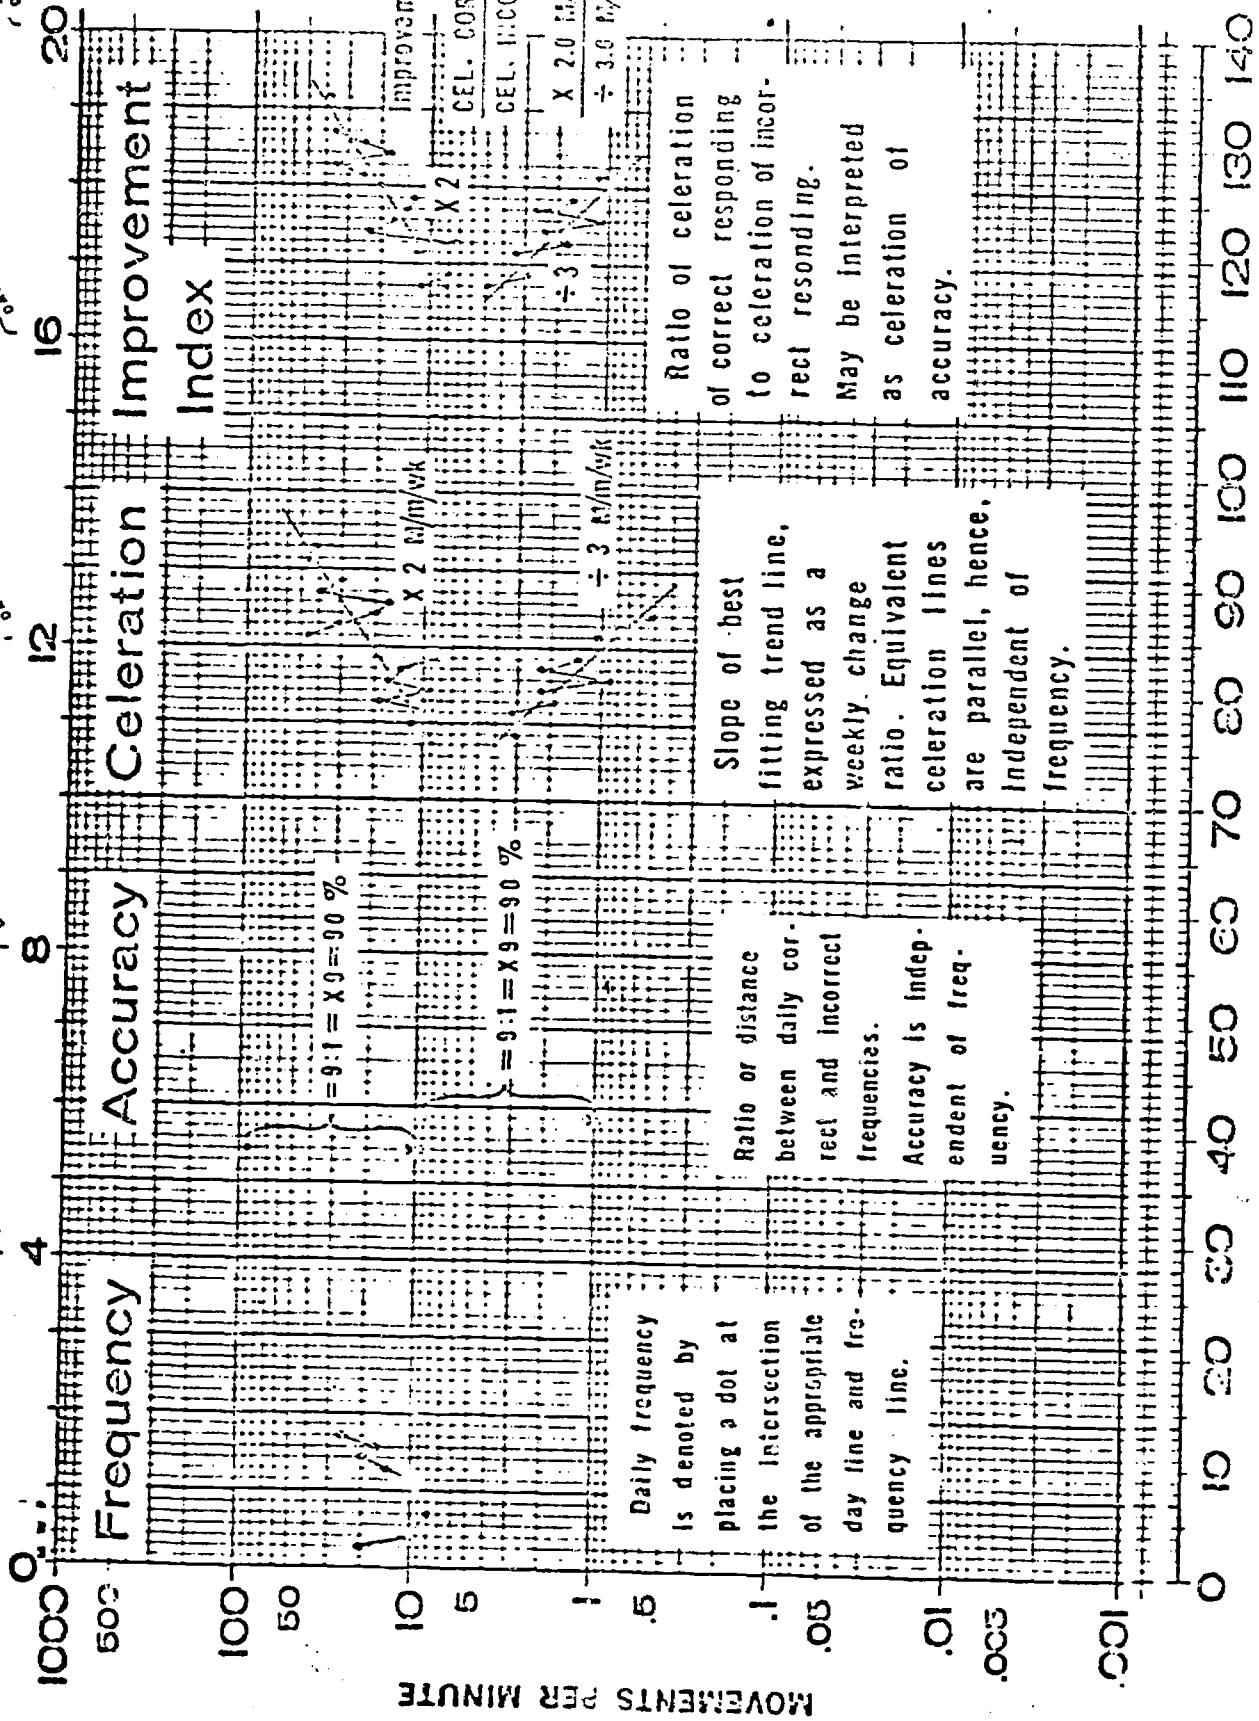 0
4
8
12
16
20
Frequency
Accuracy
Celeration
Improvement
Index
1000
500
100
50
10
5
1
.5
.1
.05
.01
.005
.001
MOVEMENTS PER MINUTE
=9:1=X9=90 %
=9:1=X9=90 %
X 2 M/m/wk
÷ 3 M/m/wk
X 2
÷ 3
CEL.
CEL.
X 2.0
÷ 3.0
Daily frequency
is denoted by
placing a dot at
the intersection
of the appropriate
day line and fre-
quency line.
Ratio or distance
between daily cor-
rect and incorrect
frequencies.
Accuracy is indep-
endent of freq-
uency.
Slope of best
fitting trend line,
expressed as a
weekly change
ratio. Equivalent
celeration lines
are parallel, hence,
Independent of
frequency.
Ratio of celeration
of correct responding
to celeration of incor-
rect resonding.
May be interpreted
as celeration of
accuracy.
0
10
20
30
40
50
60
70
80
90
100
110
120
130
140